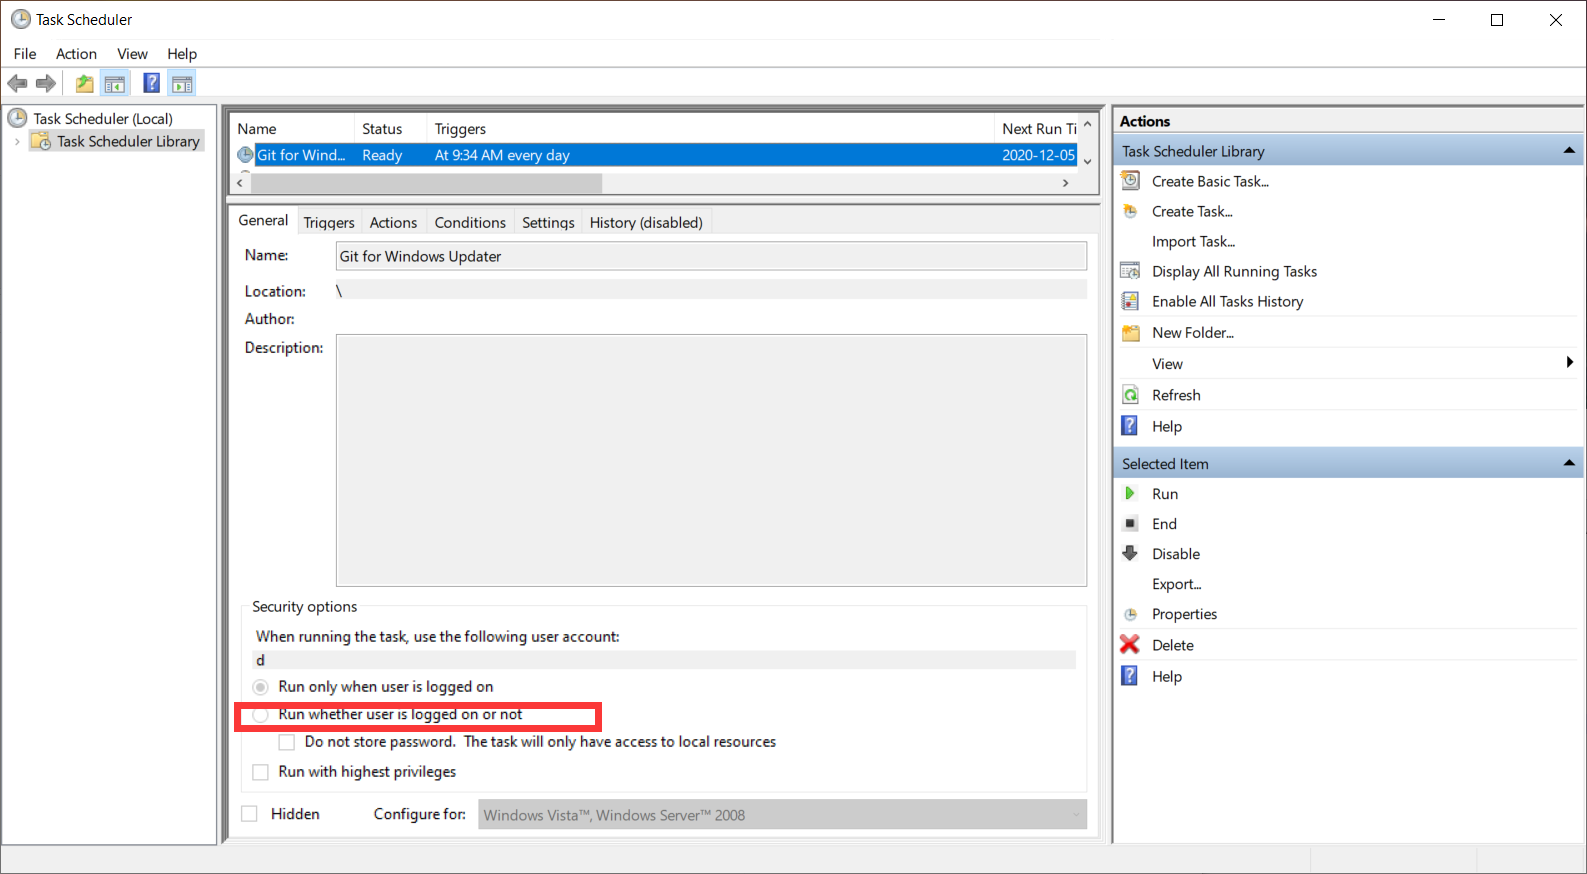 Task Scheduler
File Action View Help
Task Scheduler (Local)
Task Scheduler Library
Name Status Triggers Next Run Ti
Git for Wind... Ready At 9:34 AM every day 2020-12-05
General Triggers Actions Conditions Settings History (disabled)
Name: Git for Windows Updater
Location: \
Author:
Description:
Security options
When running the task, use the following user account:
d
Run only when user is logged on
Run whether user is logged on or not
Do not store password. The task will only have access to local resources
Run with highest privileges
Hidden Configure for: Windows Vista™, Windows Server™ 2008
Actions
Task Scheduler Library
Create Basic Task...
Create Task...
Import Task...
Display All Running Tasks
Enable All Tasks History
New Folder...
View
Refresh
Help
Selected Item
Run
End
Disable
Export...
Properties
Delete
Help